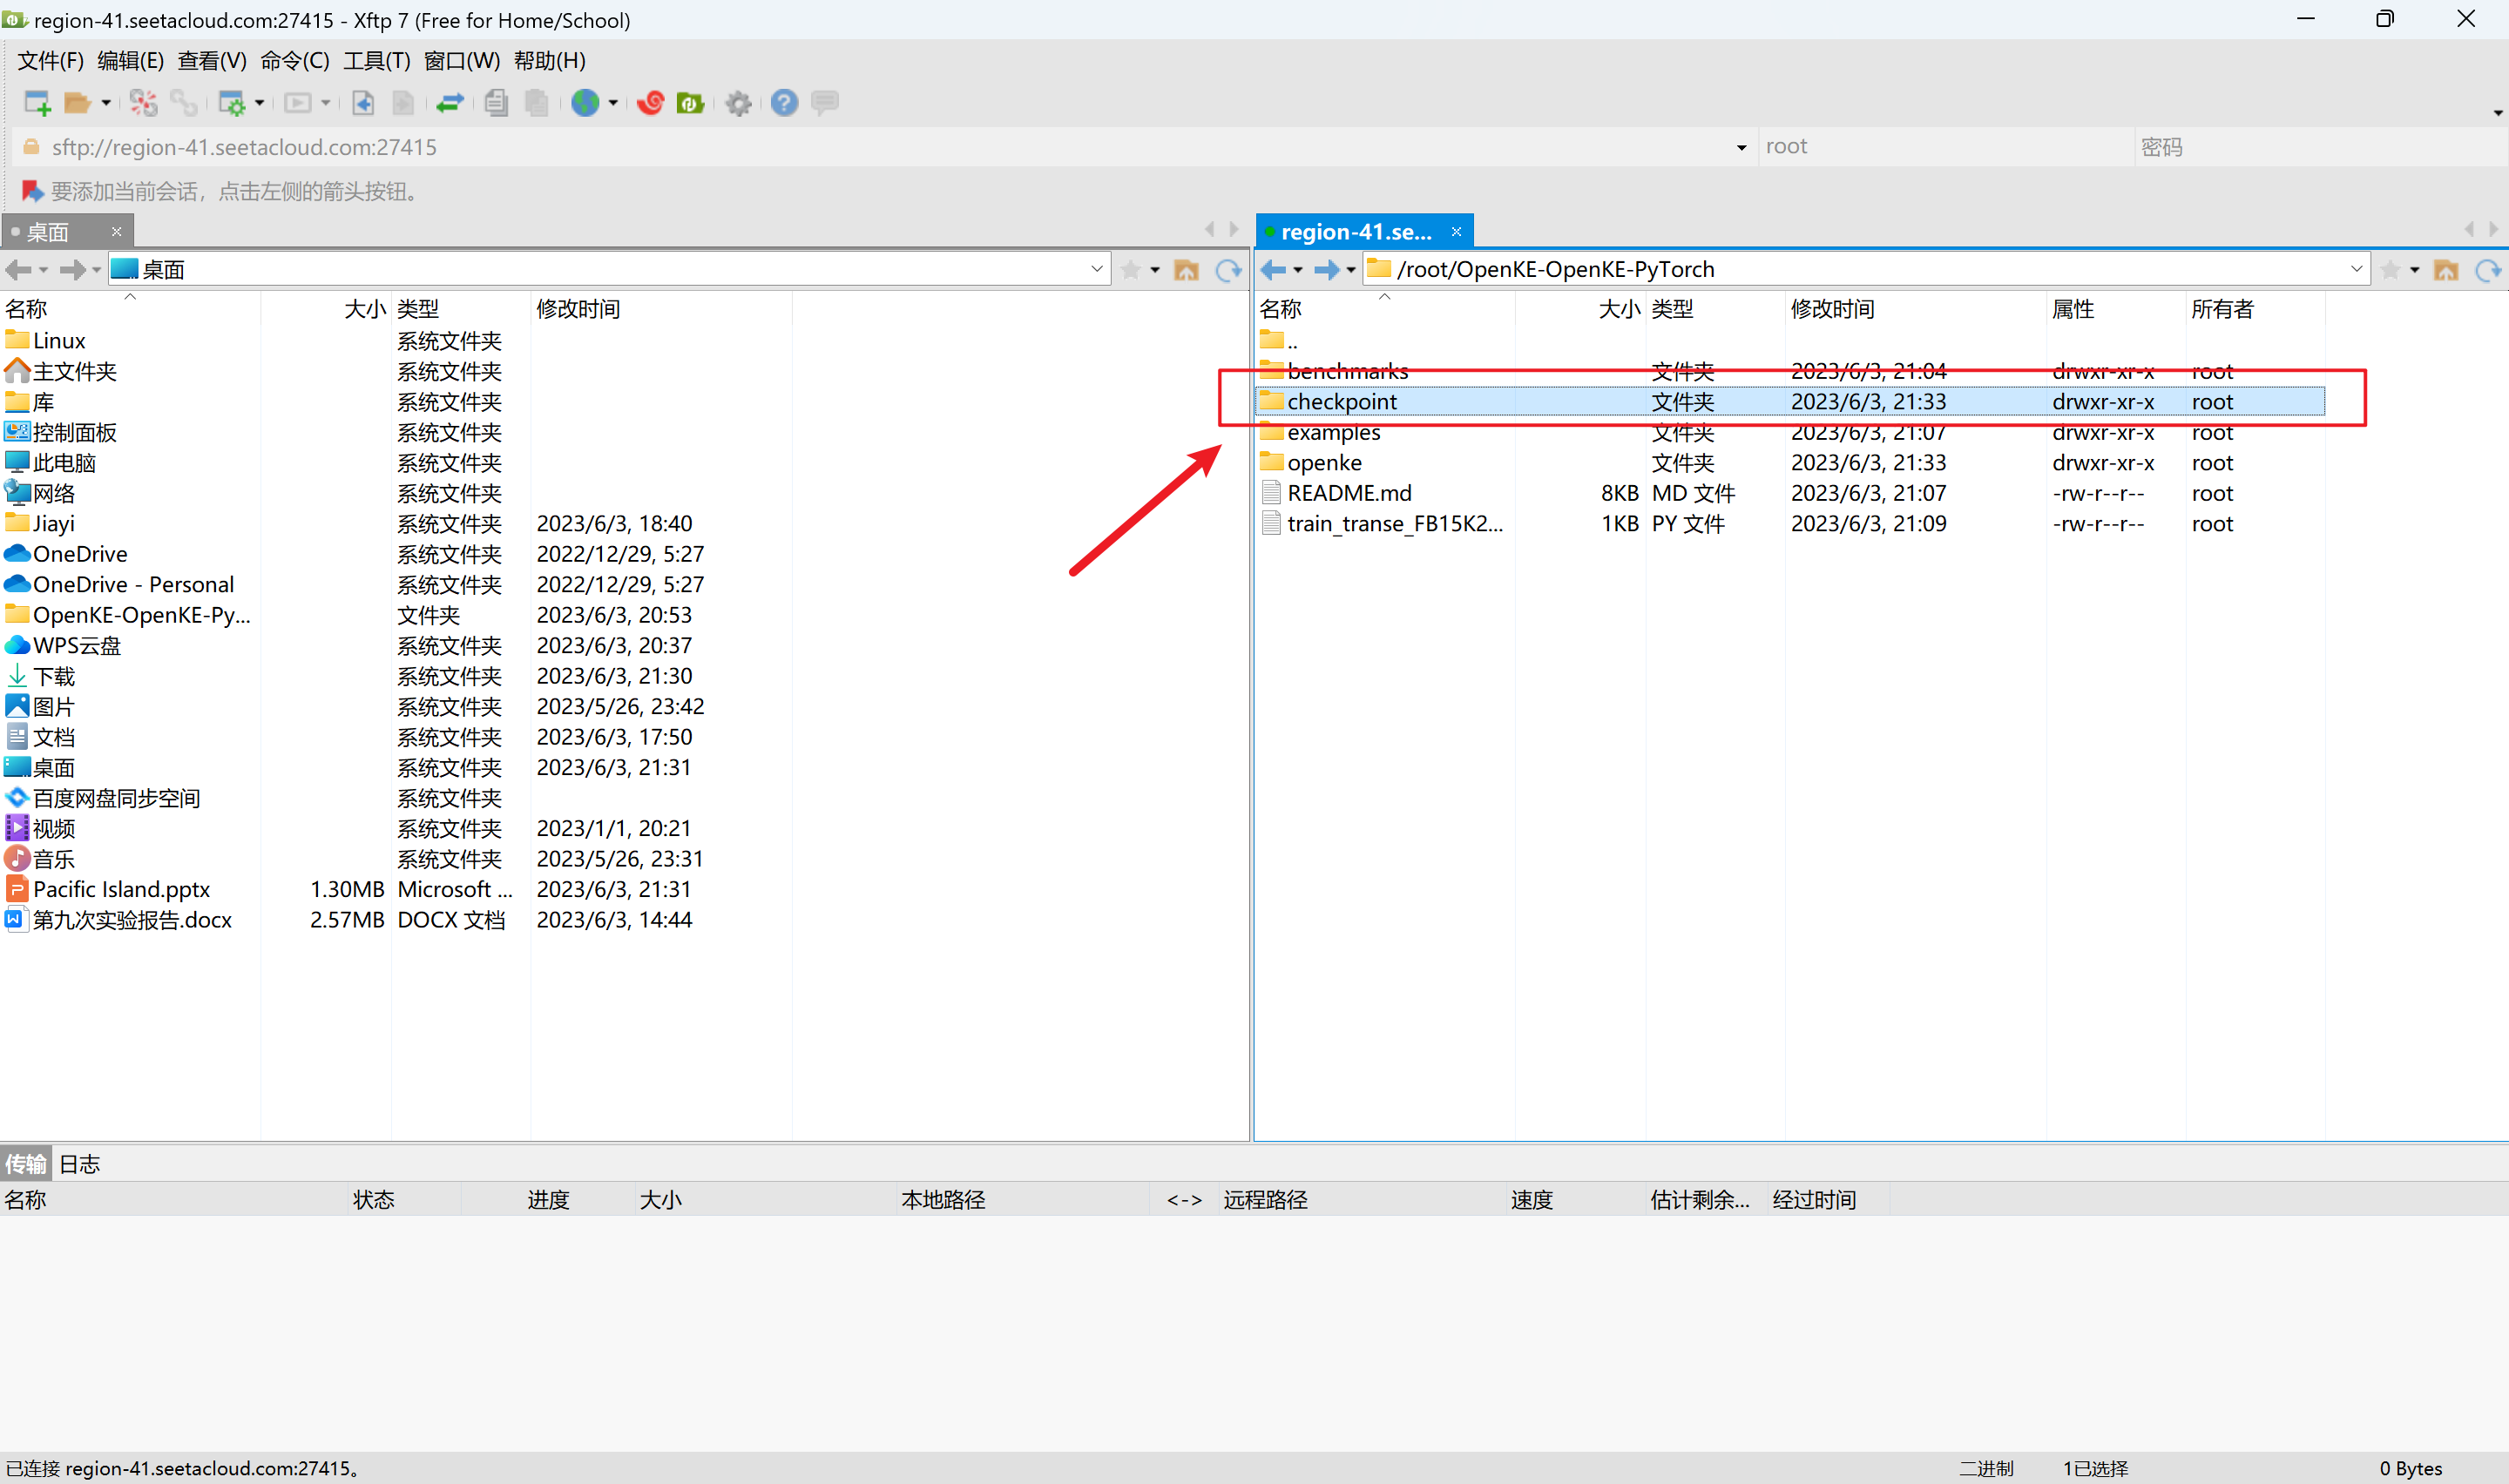 region-41.seetacloud.com:27415 - Xftp 7 (Free for Home/School)
文件(F) 编辑(E) 查看(V) 命令(C) 工具(T) 窗口(W) 帮助(H)
sftp://region-41.seetacloud.com:27415 root 密码
要添加当前会话，点击左侧的箭头按钮。
桌面
桌面
名称 大小 类型 修改时间
Linux 系统文件夹
主文件夹 系统文件夹
库 系统文件夹
控制面板 系统文件夹
此电脑 系统文件夹
网络 系统文件夹
Jiayi 系统文件夹 2023/6/3, 18:40
OneDrive 系统文件夹 2022/12/29, 5:27
OneDrive - Personal 系统文件夹 2022/12/29, 5:27
OpenKE-OpenKE-Py... 文件夹 2023/6/3, 20:53
WPS云盘 系统文件夹 2023/6/3, 20:37
下载 系统文件夹 2023/6/3, 21:30
图片 系统文件夹 2023/5/26, 23:42
文档 系统文件夹 2023/6/3, 17:50
桌面 系统文件夹 2023/6/3, 21:31
百度网盘同步空间 系统文件夹
视频 系统文件夹 2023/1/1, 20:21
音乐 系统文件夹 2023/5/26, 23:31
Pacific Island.pptx 1.30MB Microsoft ... 2023/6/3, 21:31
第九次实验报告.docx 2.57MB DOCX 文档 2023/6/3, 14:44
region-41.se...
/root/OpenKE-OpenKE-PyTorch
名称 大小 类型 修改时间 属性 所有者
..
benchmarks 文件夹 2023/6/3, 21:04 drwxr-xr-x root
checkpoint 文件夹 2023/6/3, 21:33 drwxr-xr-x root
examples 文件夹 2023/6/3, 21:07 drwxr-xr-x root
openke 文件夹 2023/6/3, 21:33 drwxr-xr-x root
README.md 8KB MD 文件 2023/6/3, 21:07 -rw-r--r-- root
train_transe_FB15K2... 1KB PY 文件 2023/6/3, 21:09 -rw-r--r-- root
传输 日志
名称 状态 进度 大小 本地路径 <-> 远程路径 速度 估计剩余... 经过时间
已连接 region-41.seetacloud.com:27415。 二进制 1已选择 0 Bytes